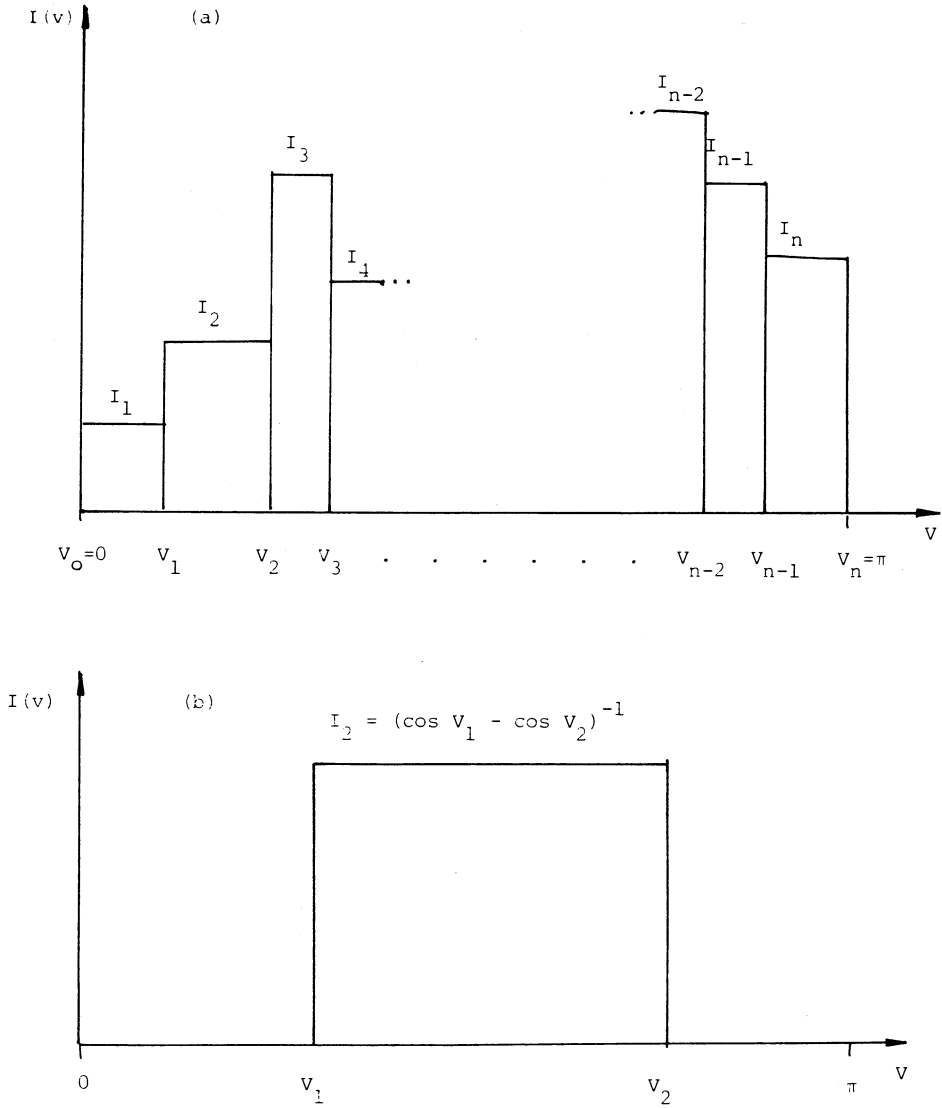 I(v) (a)
I_{n-2}
I_3
I_{n-1}
I_n
I_4
I_2
I_1
V
V_o=0 V_1 V_2 V_3 . . . . . . V_{n-2} V_{n-1} V_n=π
I(v) (b)
I_2 = (cos V_1 - cos V_2)^{-1}
0 V_1 V_2 π V